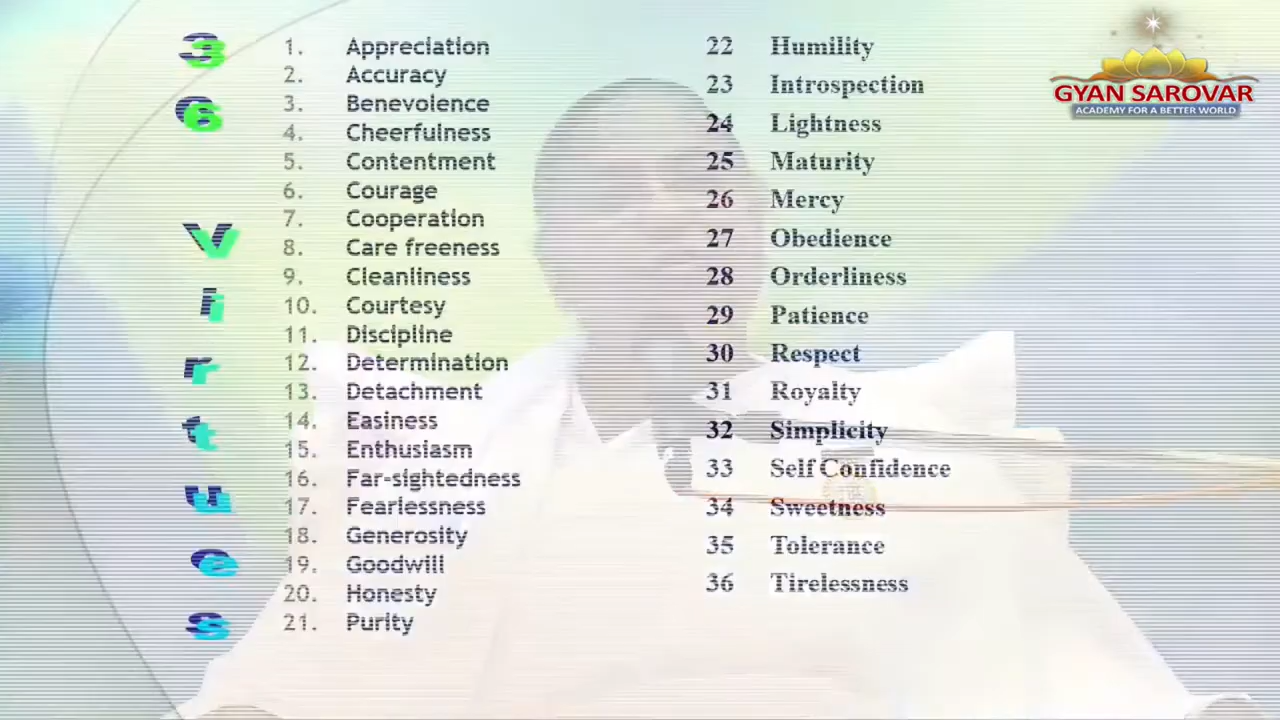 36 Virtues
1. Appreciation
2. Accuracy
3. Benevolence
4. Cheerfulness
5. Contentment
6. Courage
7. Cooperation
8. Care freeness
9. Cleanliness
10. Courtesy
11. Discipline
12. Determination
13. Detachment
14. Easiness
15. Enthusiasm
16. Far-sightedness
17. Fearlessness
18. Generosity
19. Goodwill
20. Honesty
21. Purity
22 Humility
23 Introspection
24 Lightness
25 Maturity
26 Mercy
27 Obedience
28 Orderliness
29 Patience
30 Respect
31 Royalty
32 Simplicity
33 Self Confidence
34 Sweetness
35 Tolerance
36 Tirelessness
GYAN SAROVAR
ACADEMY FOR A BETTER WORLD